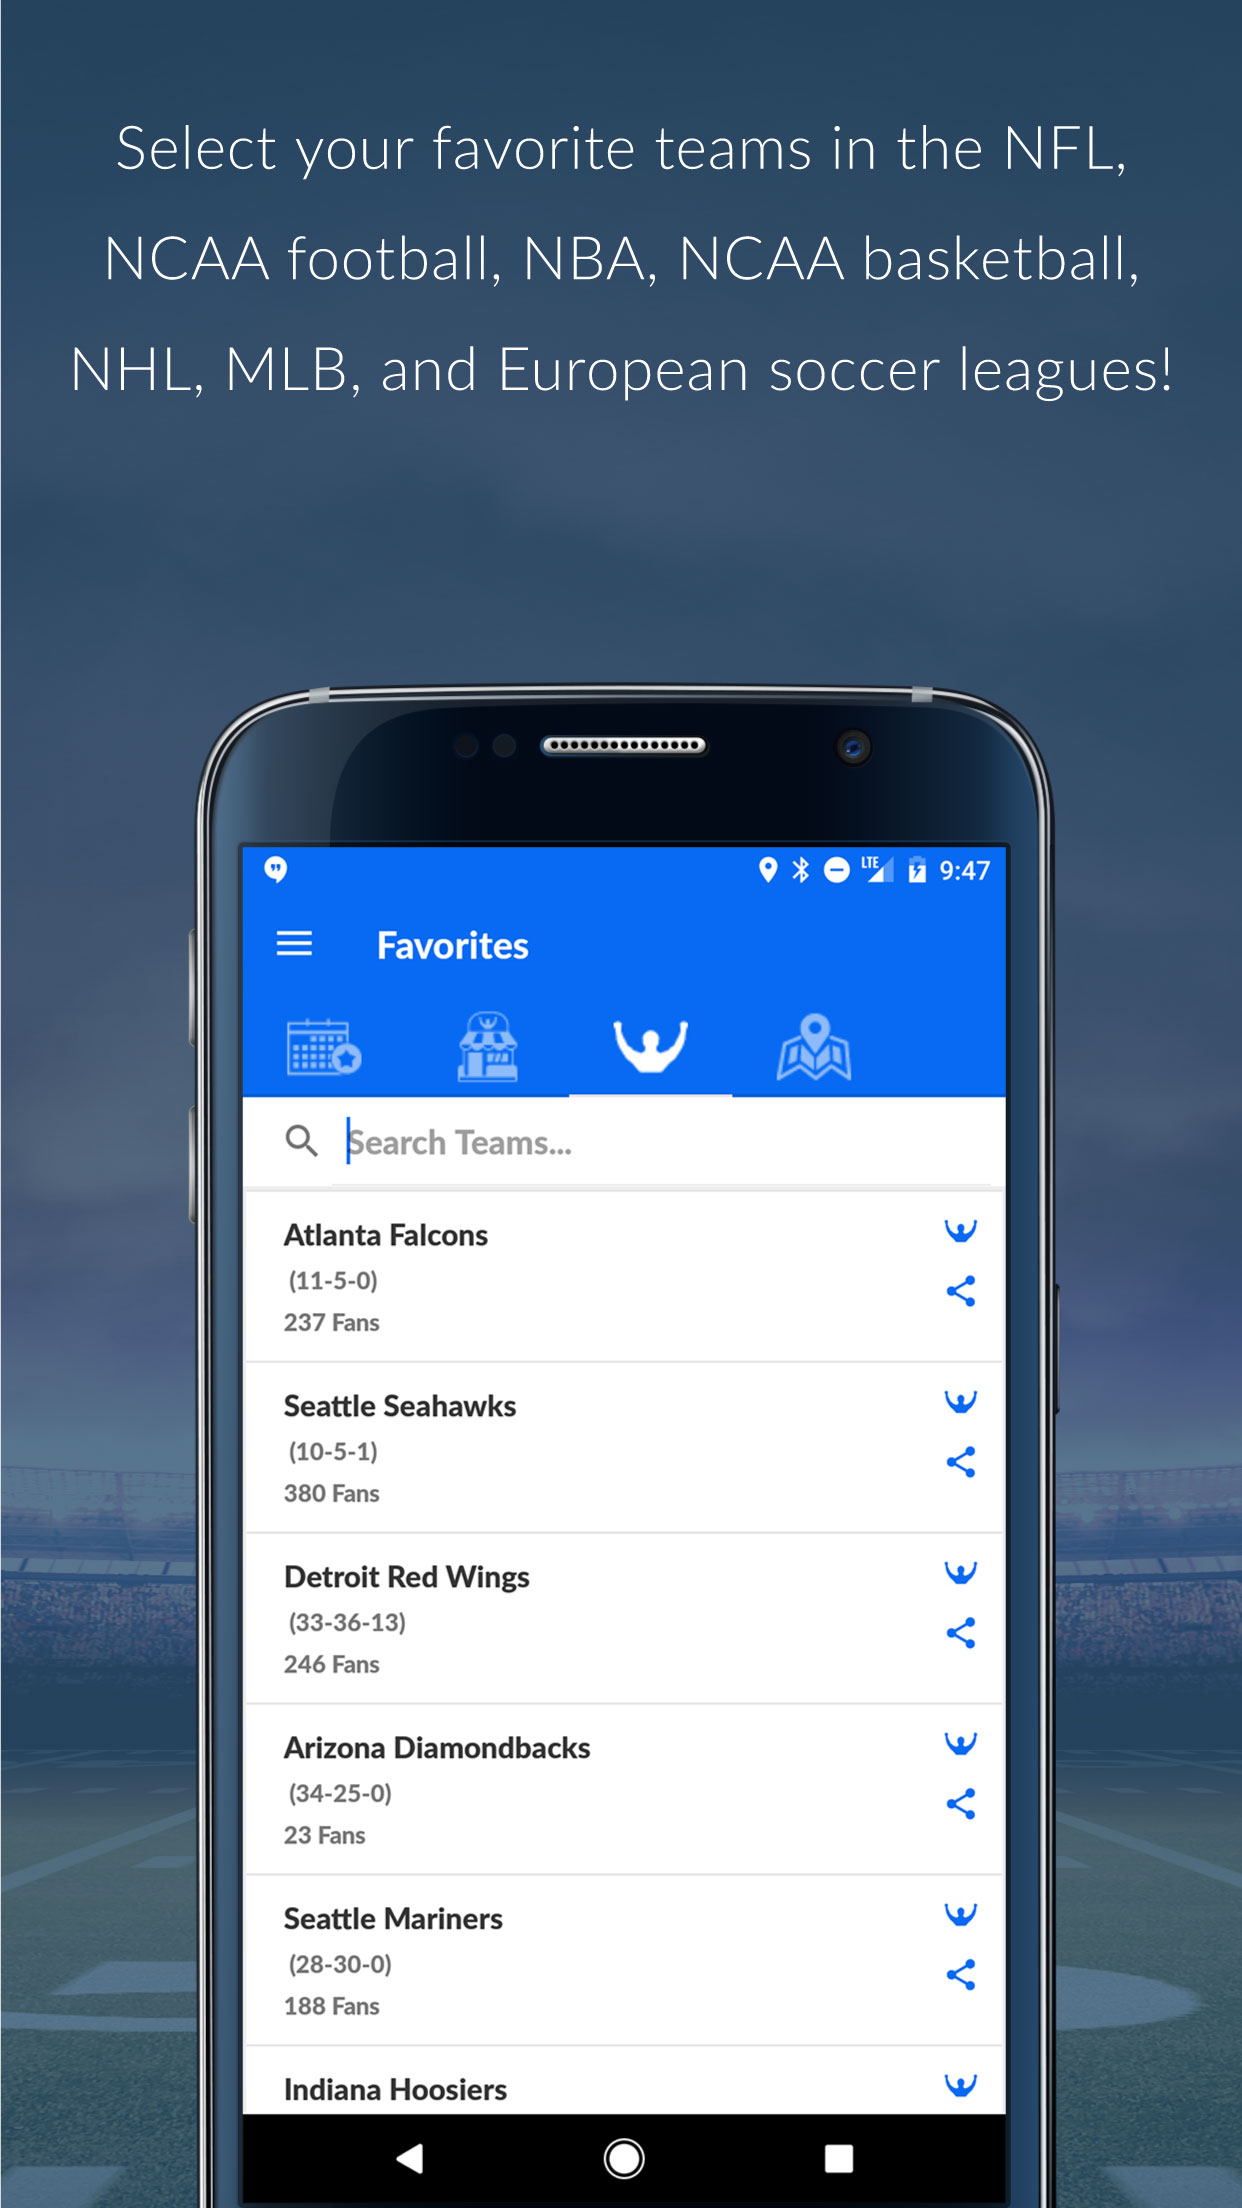 Select your favorite teams in the NFL,
NCAA football, NBA, NCAA basketball,
NHL, MLB, and European soccer leagues!
LTE 9:47
Favorites
Search Teams...
Atlanta Falcons
(11-5-0)
237 Fans
Seattle Seahawks
(10-5-1)
380 Fans
Detroit Red Wings
(33-36-13)
246 Fans
Arizona Diamondbacks
(34-25-0)
23 Fans
Seattle Mariners
(28-30-0)
188 Fans
Indiana Hoosiers